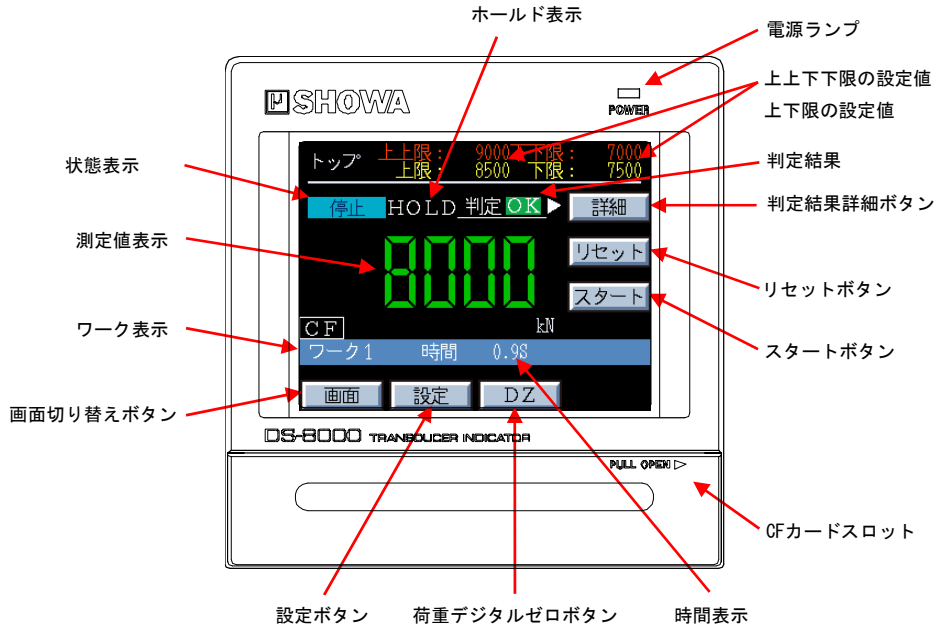 ホールド表示
電源ランプ
上上下下限の設定値
上下限の設定値
判定結果
判定結果詳細ボタン
リセットボタン
スタートボタン
CFカードスロット
状態表示
測定値表示
ワーク表示
画面切り替えボタン
設定ボタン
荷重デジタルゼロボタン
時間表示
SHOWA
POWER
トップ
上上限: 9000 下下限: 7000
上限: 8500 下限: 7500
停止 HOLD 判定 OK 詳細
8000
リセット
スタート
CF kN
ワーク1 時間 0.9S
画面 設定 DZ
DS-8000 TRANSDUCER INDICATOR
PULL OPEN